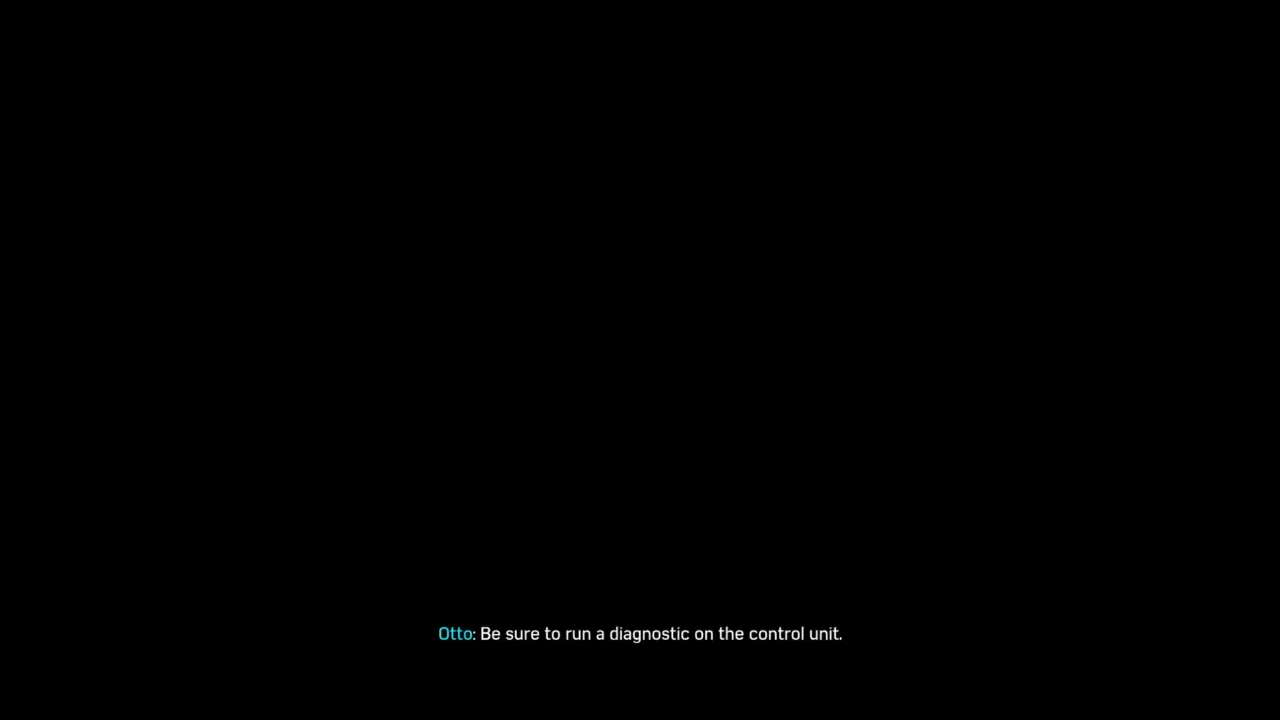 Otto: Be sure to run a diagnostic on the control unit.